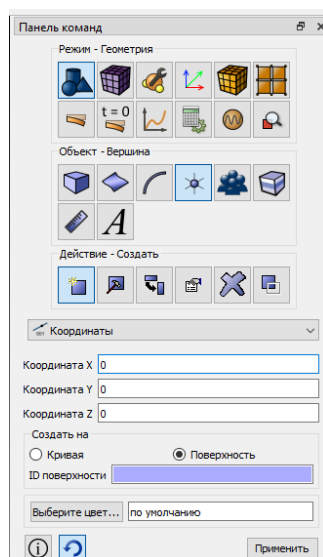 Панель команд
Режим - Геометрия
t = 0
Объект - Вершина
A
Действие - Создать
Координаты
Координата X 0
Координата Y 0
Координата Z 0
Создать на
Кривая Поверхность
ID поверхности
Выберите цвет... по умолчанию
Применить